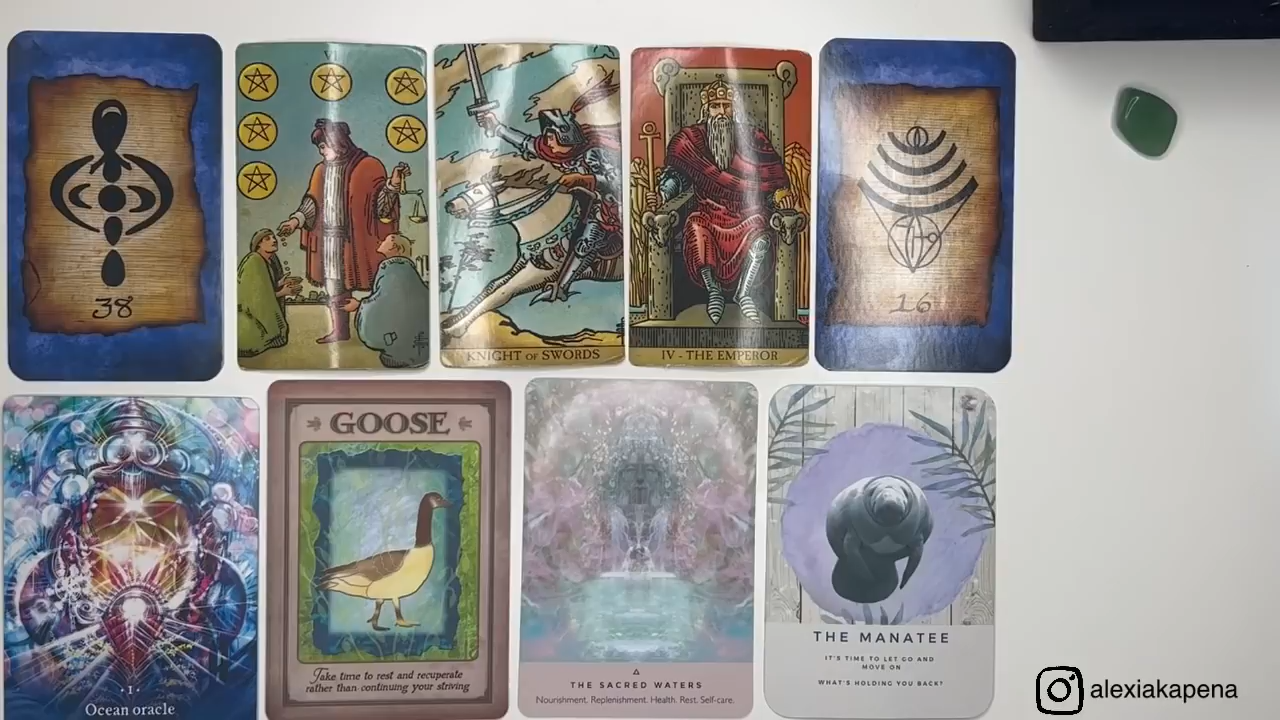 38
VI
KNIGHT OF SWORDS
IV - THE EMPEROR
16
- 1 -
Ocean oracle
GOOSE
Take time to rest and recuperate
rather than continuing your striving
THE SACRED WATERS
Nourishment. Replenishment. Health. Rest. Self-care.
THE MANATEE
IT'S TIME TO LET GO AND
MOVE ON
WHAT'S HOLDING YOU BACK?
alexiakapena